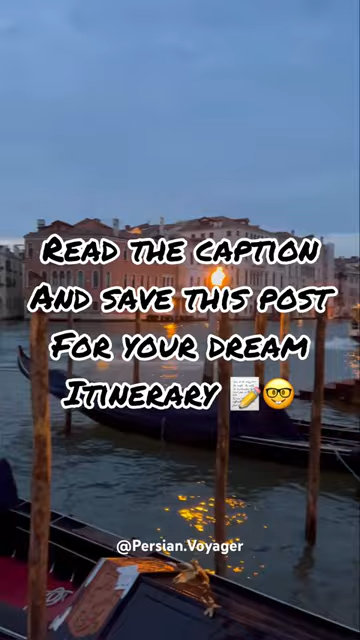 Read the caption
And save this post
For your dream
Itinerary 📝🤓
@Persian.Voyager